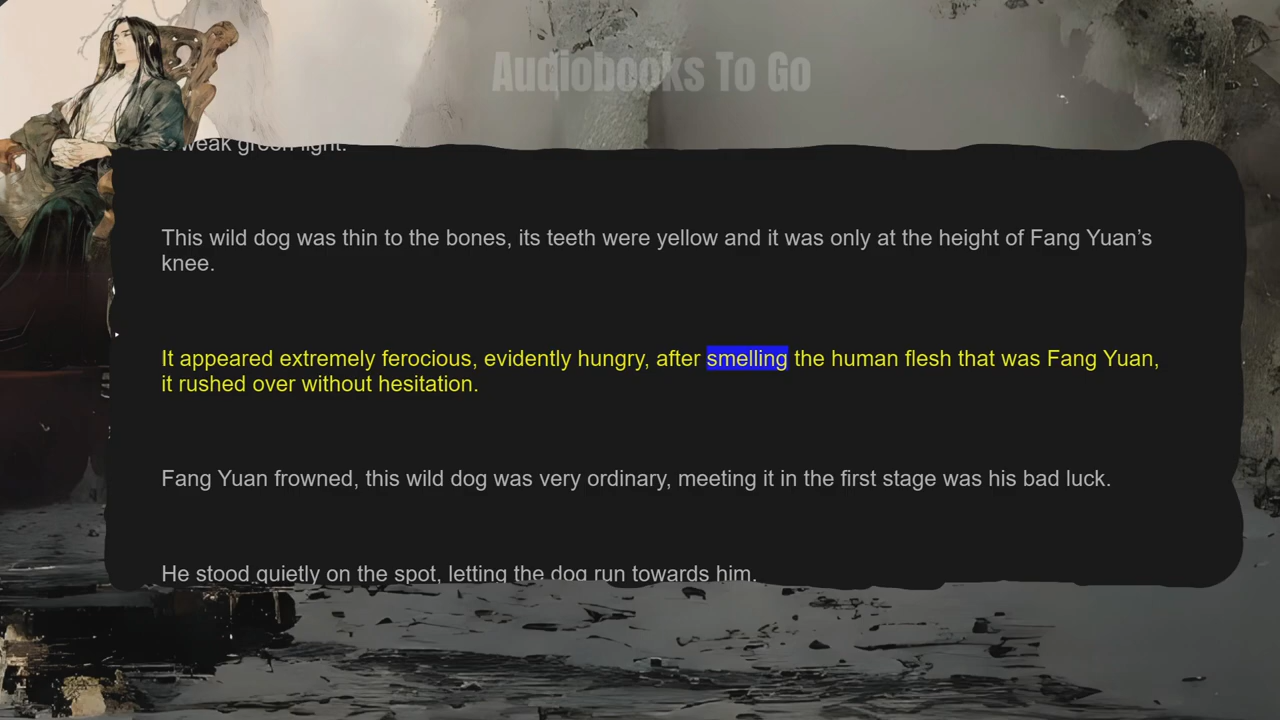 Audiobooks To Go
weak green light.
This wild dog was thin to the bones, its teeth were yellow and it was only at the height of Fang Yuan’s
knee.
It appeared extremely ferocious, evidently hungry, after smelling the human flesh that was Fang Yuan,
it rushed over without hesitation.
Fang Yuan frowned, this wild dog was very ordinary, meeting it in the first stage was his bad luck.
He stood quietly on the spot, letting the dog run towards him.